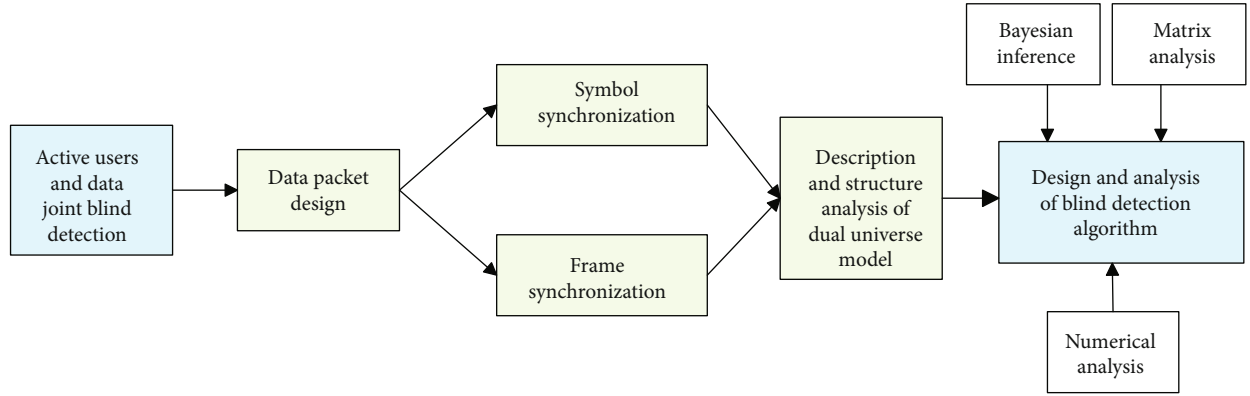 Active users
and data
joint blind
detection
Data packet
design
Symbol
synchronization
Frame
synchronization
Description
and structure
analysis of
dual universe
model
Bayesian
inference
Matrix
analysis
Design and analysis
of blind detection
algorithm
Numerical
analysis